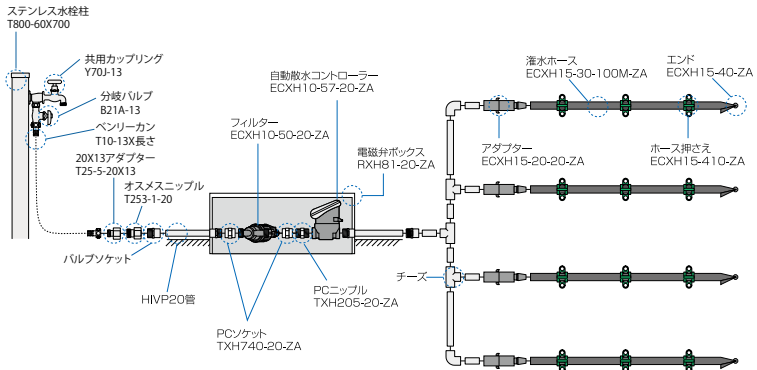 ステンレス水栓柱
T800-60X700
共用カップリング
Y70J-13
分岐バルブ
B21A-13
ベンリーカン
T10-13X長さ
20X13アダプター
T25-5-20X13
オスメスニップル
T253-1-20
バルブソケット
HIVP20管
フィルター
ECXH10-50-20-ZA
自動散水コントローラー
ECXH10-57-20-ZA
電磁弁ボックス
RXH81-20-ZA
PCソケット
TXH740-20-ZA
PCニップル
TXH205-20-ZA
チーズ
アダプター
ECXH15-20-20-ZA
潅水ホース
ECXH15-30-100M-ZA
エンド
ECXH15-40-ZA
ホース押さえ
ECXH15-410-ZA